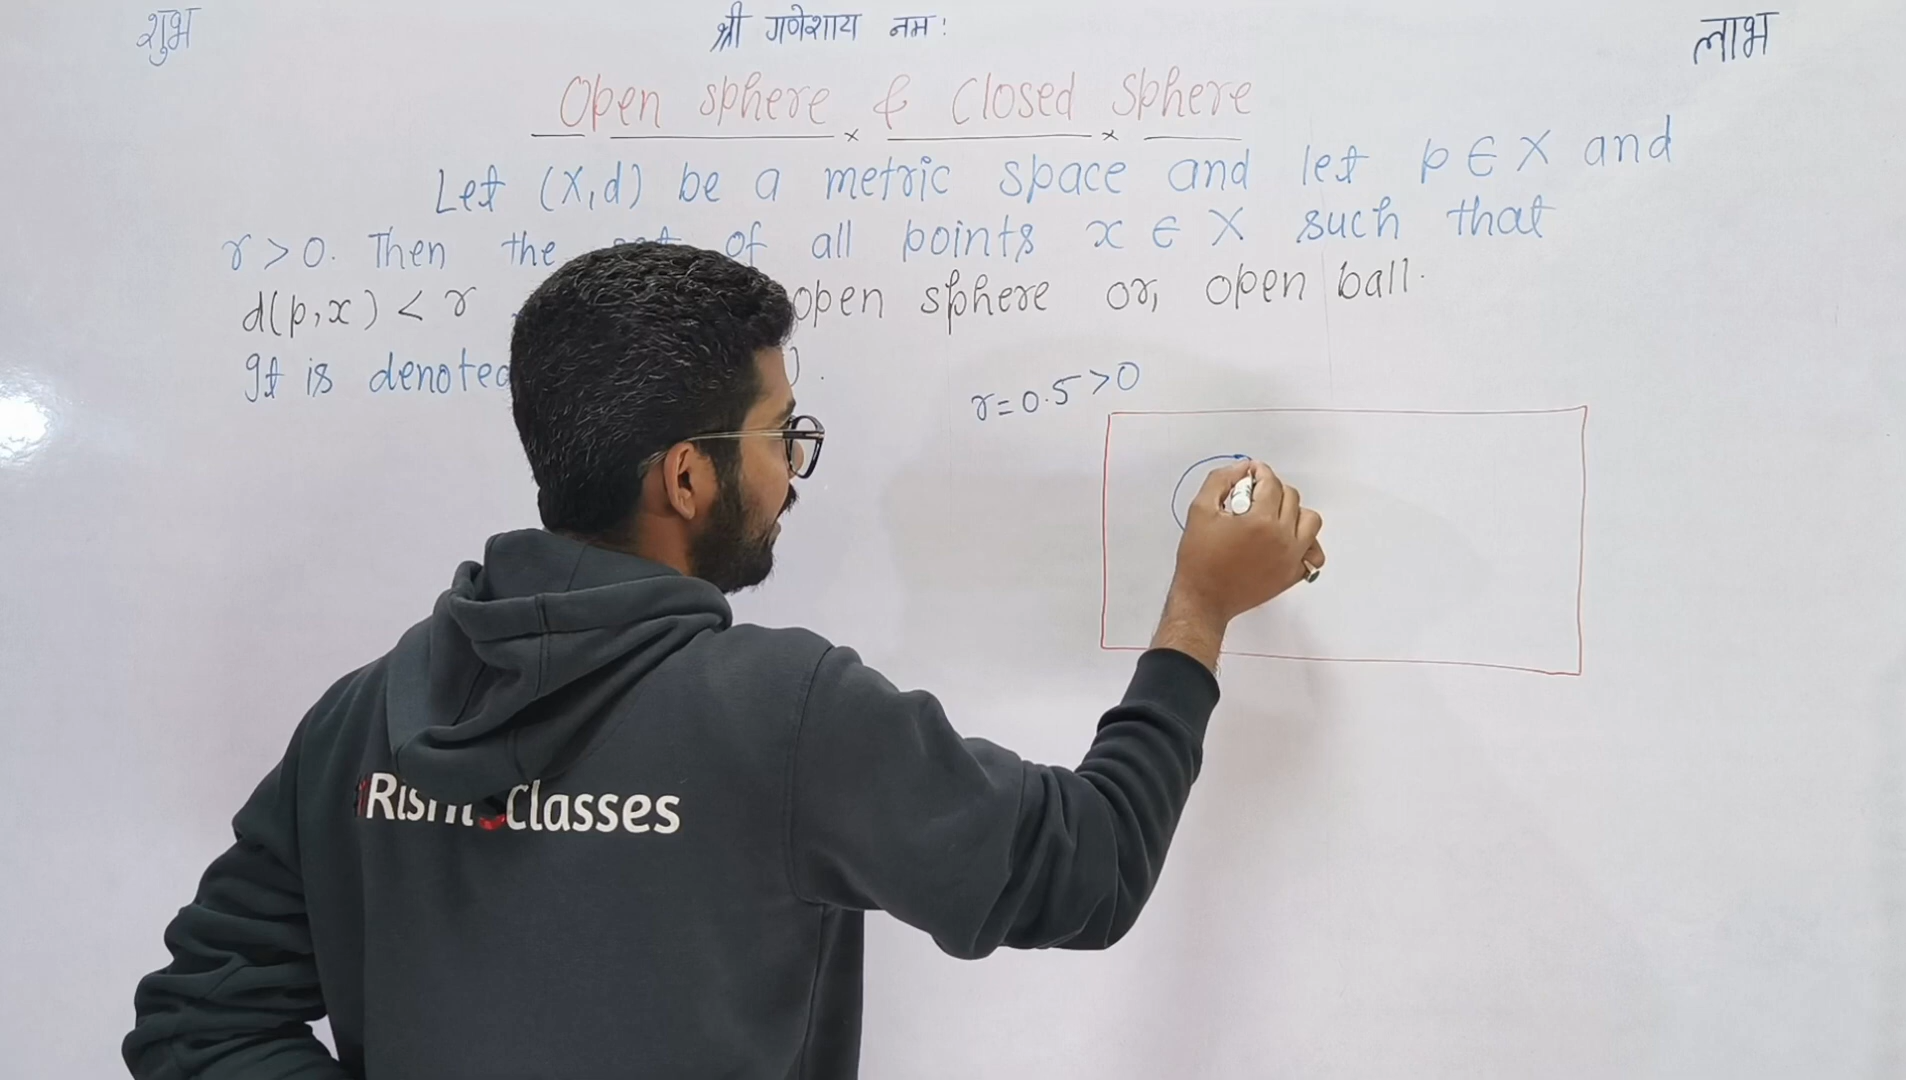 शुभ
श्री गणेशाय नमः
लाभ
Open sphere & Closed Sphere
Let (X,d) be a metric space and let p ∈ X and
r > 0. Then the set of all points x ∈ X such that
d(p,x) < r open sphere or, open ball.
It is denoted ).
r = 0.5 > 0
Classes